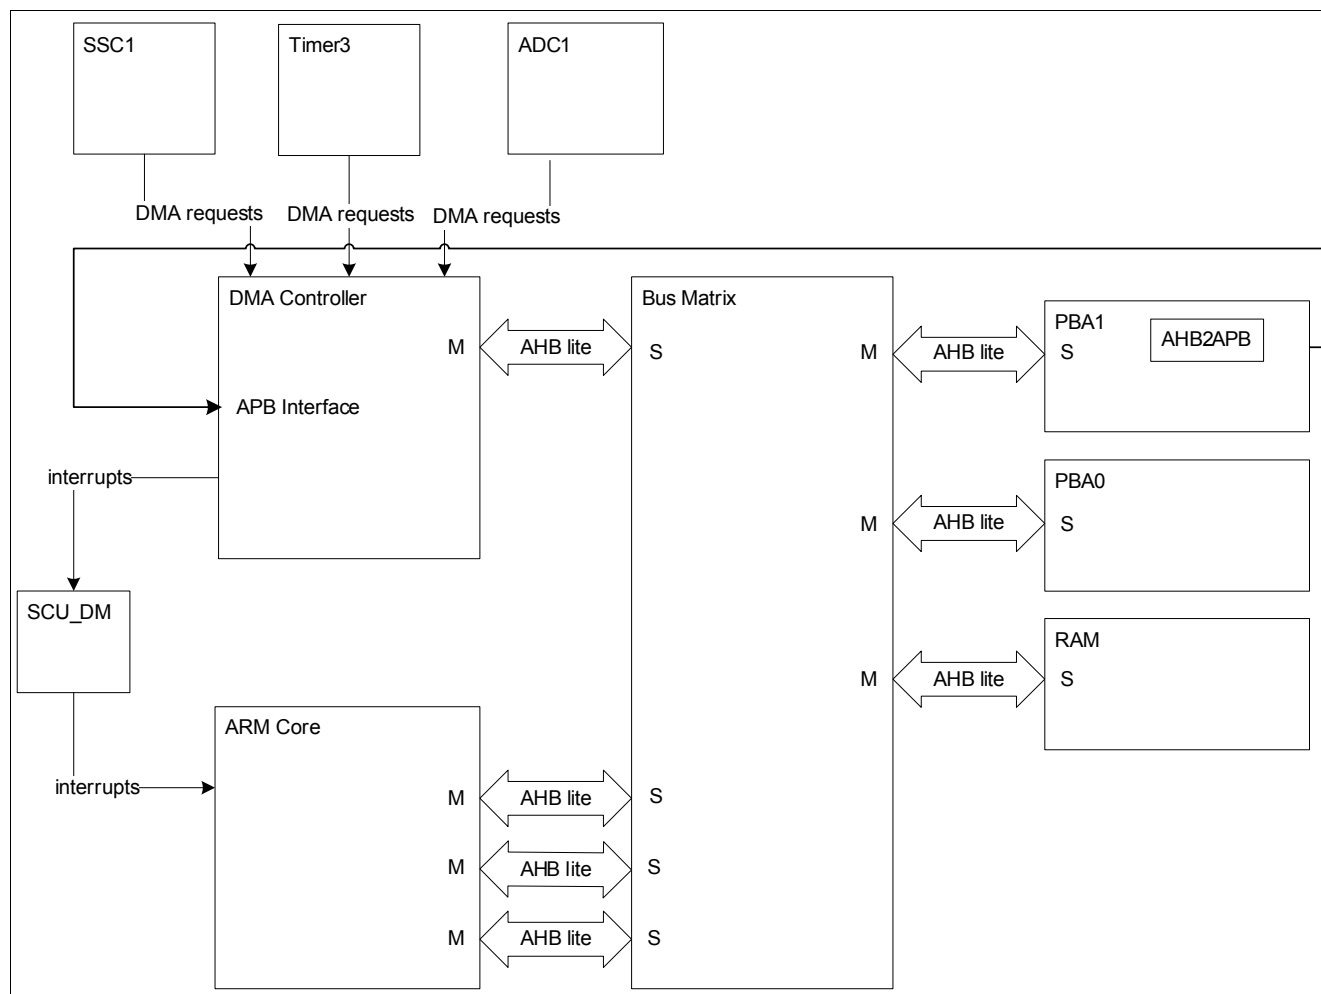 SSC1
Timer3
ADC1
DMA requests
DMA requests
DMA requests
DMA Controller
M
AHB lite
APB Interface
Bus Matrix
S
M
AHB lite
PBA1
S
AHB2APB
interrupts
M
AHB lite
PBA0
S
SCU_DM
M
AHB lite
RAM
S
ARM Core
interrupts
M
AHB lite
S
M
AHB lite
S
M
AHB lite
S